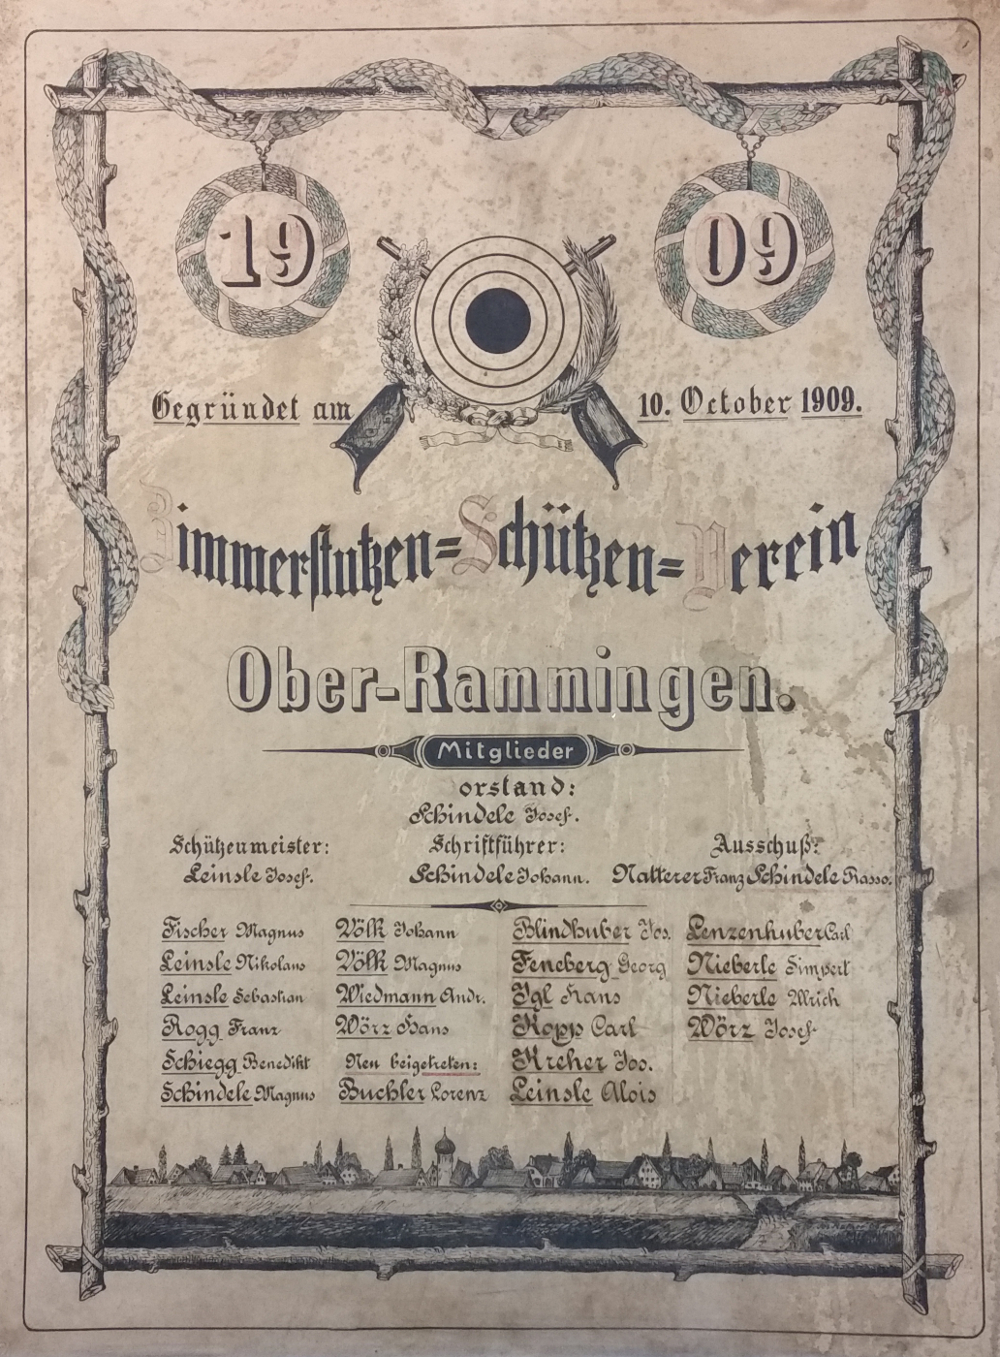 19 09
Gegründet am 10. October 1909.
Zimmerstutzen=Schützen=Verein
Ober-Rammingen.
Mitglieder
orstand:
Schindele Josef.
Schützenmeister: Schriftführer: Ausschuß:
Leinsle Josef. Schindele Johann. Natterer Franz Schindele Rasso.
Fischer Magnus Völk Johann Blindhuber Jos. Lenzenhuber Carl
Leinsle Nikolaus Völk Magnus Feneberg Georg Nieberle Simpert
Leinsle Sebastian Wiedmann Andr. Igl Hans Nieberle Ulrich
Rogg Franz Wörz Hans Kopp Carl Wörz Josef
Schiegg Benedikt Neu beigetreten: Kreher Jos.
Schindele Magnus Buchler Lorenz Leinsle Alois